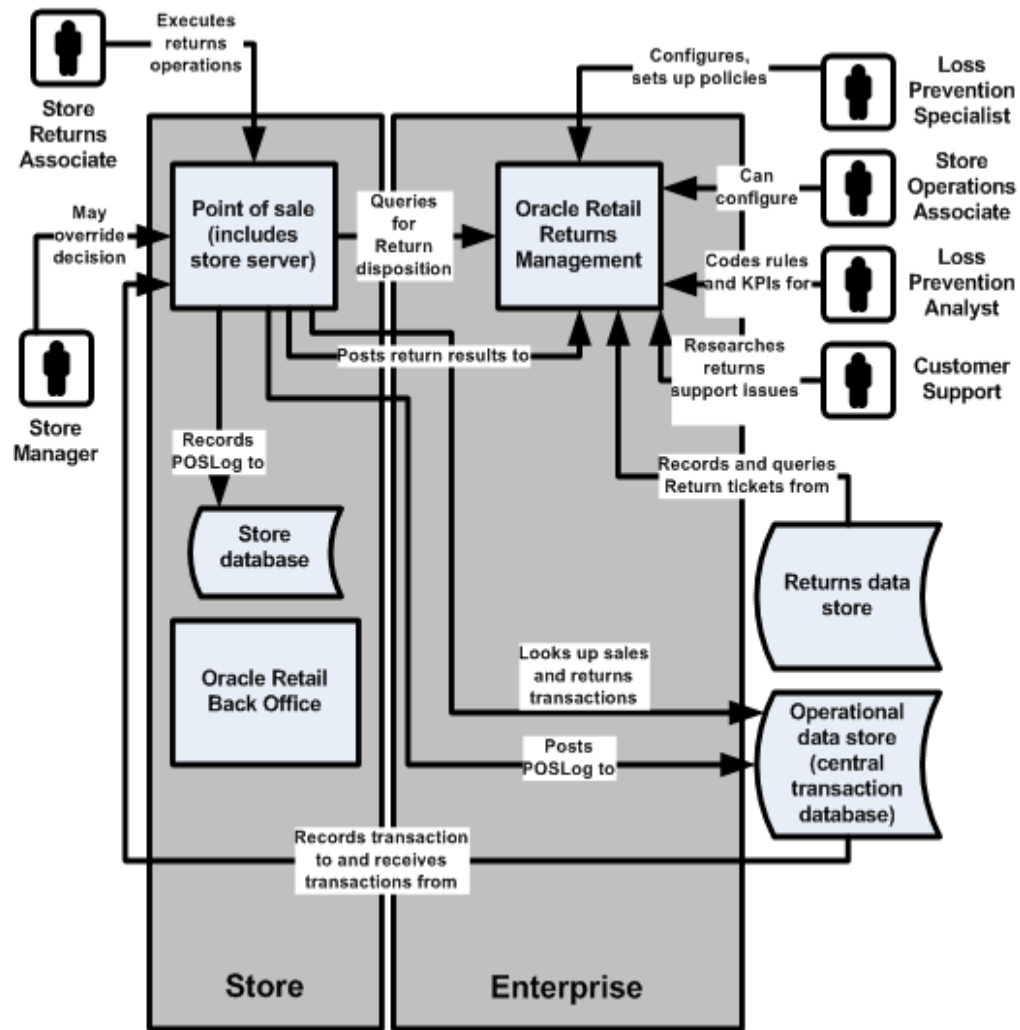 Executes
returns
operations
Store
Returns
Associate
Configures,
sets up policies
Loss
Prevention
Specialist
May
override
decision
Point of sale
(includes
store server)
Queries
for
Return
disposition
Oracle Retail
Returns
Management
Can
configure
Store
Operations
Associate
Codes rules
and KPIs for
Loss
Prevention
Analyst
Posts return results to
Researches
returns
support issues
Customer
Support
Store
Manager
Records
POSLog to
Records and queries
Return tickets from
Store
database
Returns data
store
Oracle Retail
Back Office
Looks up sales
and returns
transactions
Operational
data store
(central
transaction
database)
Posts
POSLog to
Records transaction
to and receives
transactions from
Store
Enterprise